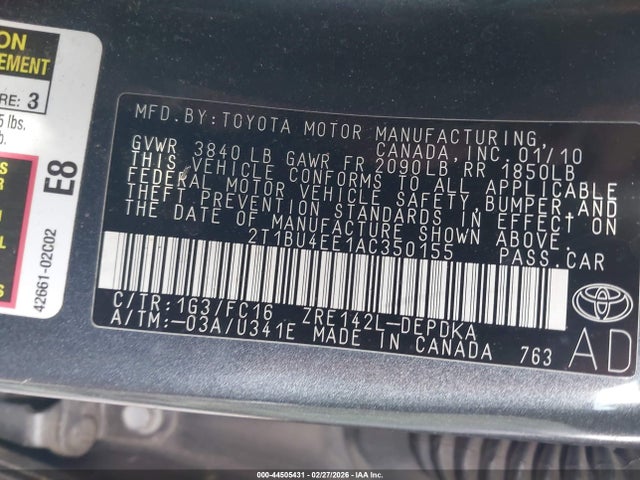 ON
EMENT
RE: 3
5 lbs.
b.
E8
42661-02C02
MFD.BY:TOYOTA MOTOR MANUFACTURING,
CANADA, INC. 01/10
GVWR 3840 LB GAWR FR 2090LB RR 1850LB
THIS VEHICLE CONFORMS TO ALL APPLICABLE
FEDERAL MOTOR VEHICLE SAFETY, BUMPER, AND
THEFT PREVENTION STANDARDS IN EFFECT ON
THE DATE OF MANUFACTURE SHOWN ABOVE.
2T1BU4EE1AC350155 PASS.CAR
C/TR:1G3/FC16 ZRE142L-DEPDKA
A/TM:-03A/U341E MADE IN CANADA 763
AD
000-44505431 - 02/27/2026 - IAA Inc.